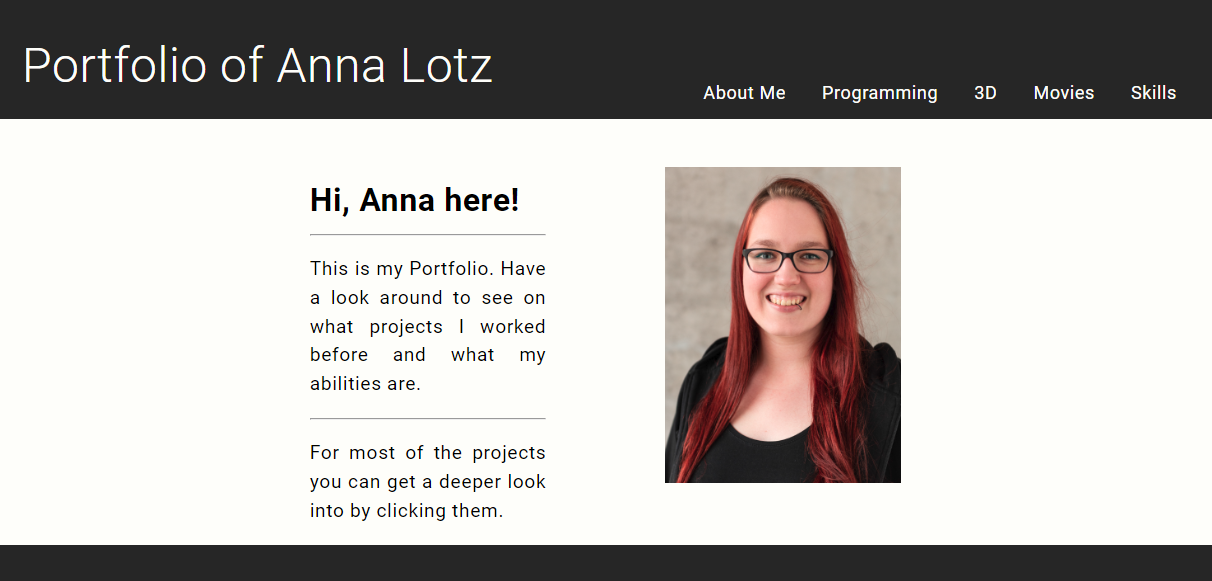 Portfolio of Anna Lotz
About Me Programming 3D Movies Skills
Hi, Anna here!
This is my Portfolio. Have
a look around to see on
what projects I worked
before and what my
abilities are.
For most of the projects
you can get a deeper look
into by clicking them.